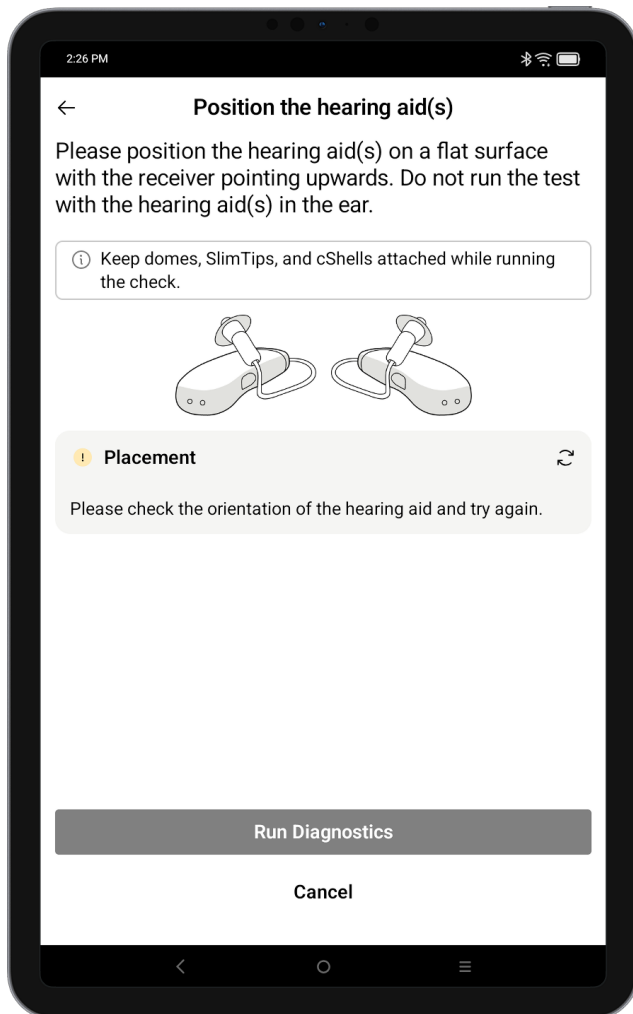 2:26 PM
Position the hearing aid(s)
Please position the hearing aid(s) on a flat surface
with the receiver pointing upwards. Do not run the test
with the hearing aid(s) in the ear.
Keep domes, SlimTips, and cShells attached while running
the check.
Placement
Please check the orientation of the hearing aid and try again.
Run Diagnostics
Cancel